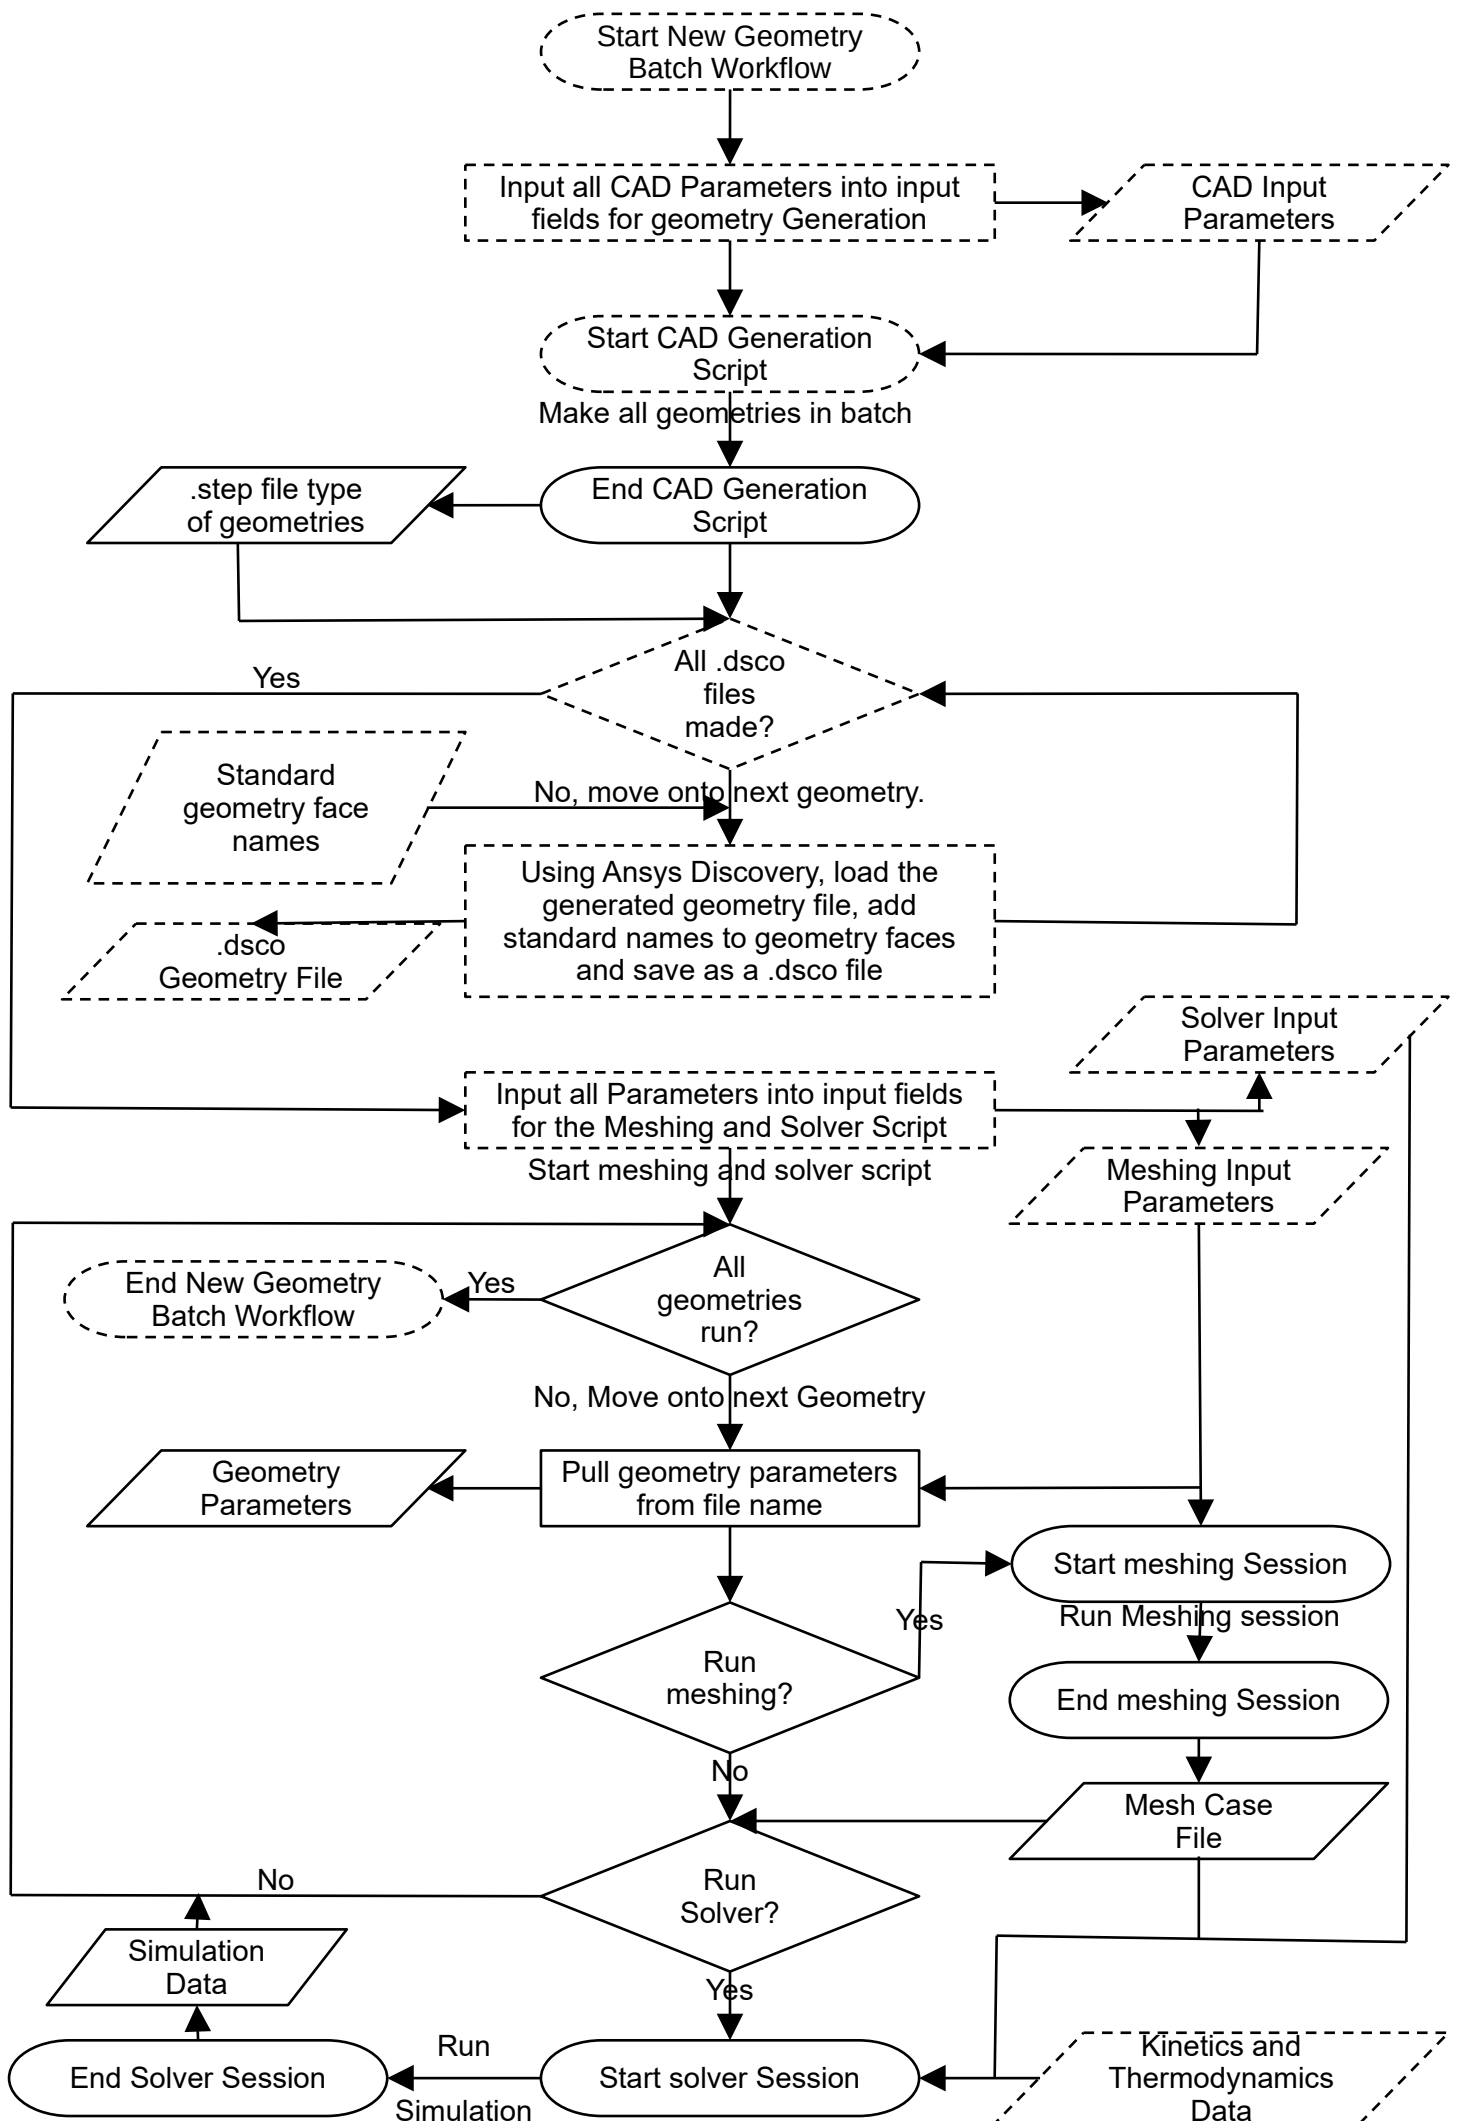 Start New Geometry
Batch Workflow
Input all CAD Parameters into input
fields for geometry Generation
CAD Input
Parameters
Start CAD Generation
Script
Make all geometries in batch
.step file type
of geometries
End CAD Generation
Script
All .dsco
files
made?
Yes
Standard
geometry face
names
No, move onto next geometry.
Using Ansys Discovery, load the
generated geometry file, add
standard names to geometry faces
and save as a .dsco file
.dsco
Geometry File
Solver Input
Parameters
Input all Parameters into input fields
for the Meshing and Solver Script
Start meshing and solver script
Meshing Input
Parameters
End New Geometry
Batch Workflow
Yes
All
geometries
run?
No, Move onto next Geometry
Geometry
Parameters
Pull geometry parameters
from file name
Start meshing Session
Yes
Run Meshing session
Run
meshing?
End meshing Session
No
Mesh Case
File
No
Run
Solver?
Simulation
Data
Yes
End Solver Session
Run
Simulation
Start solver Session
Kinetics and
Thermodynamics
Data